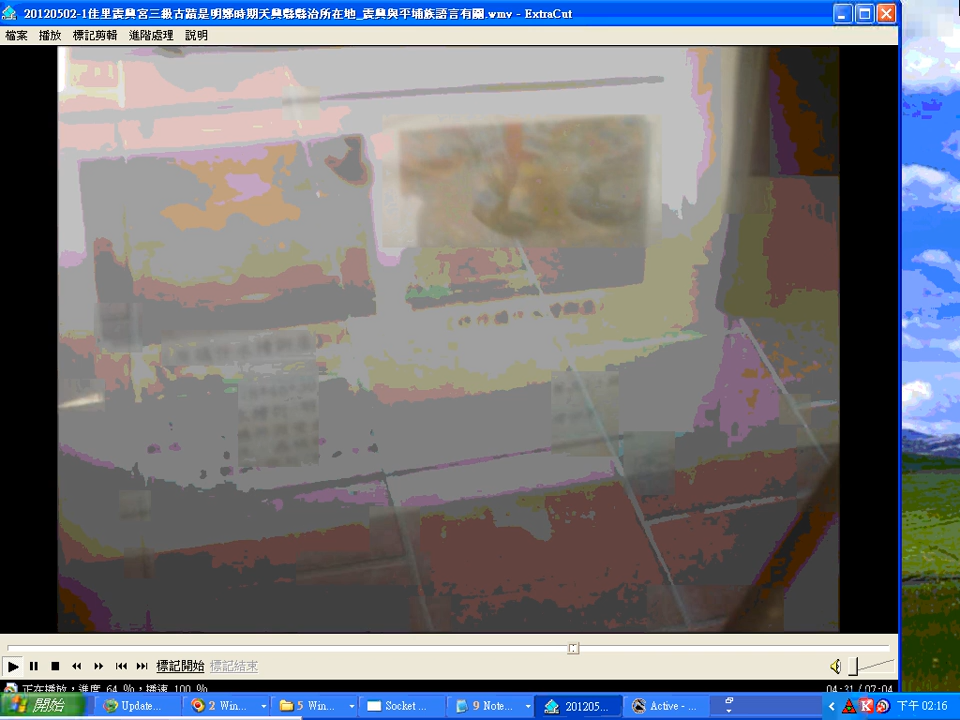 20120502-1佳里震興宮三級古蹟是明鄭時期天興縣縣治所在地_震興與平埔族語言有關.wmv - ExtraCut
檔案 播放 標記剪輯 進階處理 說明
標記開始 標記結束
正在播放，進度 64 %，播速 100 %
04:31 / 07:04
開始 Update... 2 Win... 5 Win... Socket ... 9 Note... 201205... Active - ... 下午 02:16